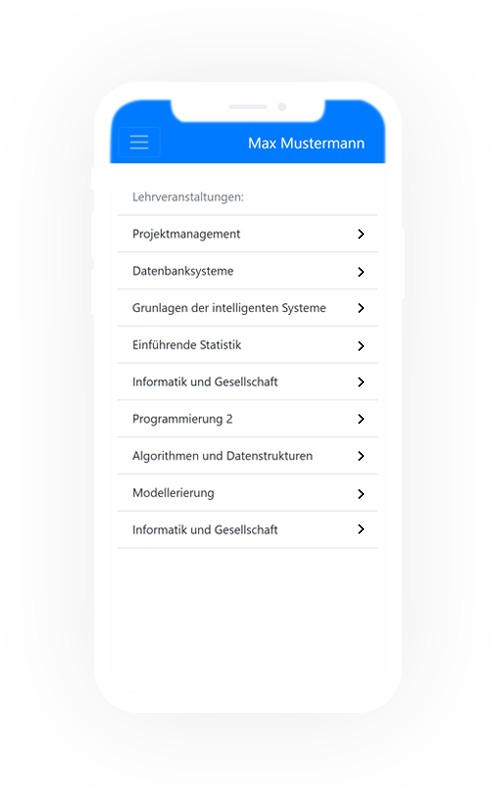 Max Mustermann
Lehrveranstaltungen:
Projektmanagement
Datenbanksysteme
Grunlagen der intelligenten Systeme
Einführende Statistik
Informatik und Gesellschaft
Programmierung 2
Algorithmen und Datenstrukturen
Modellerierung
Informatik und Gesellschaft